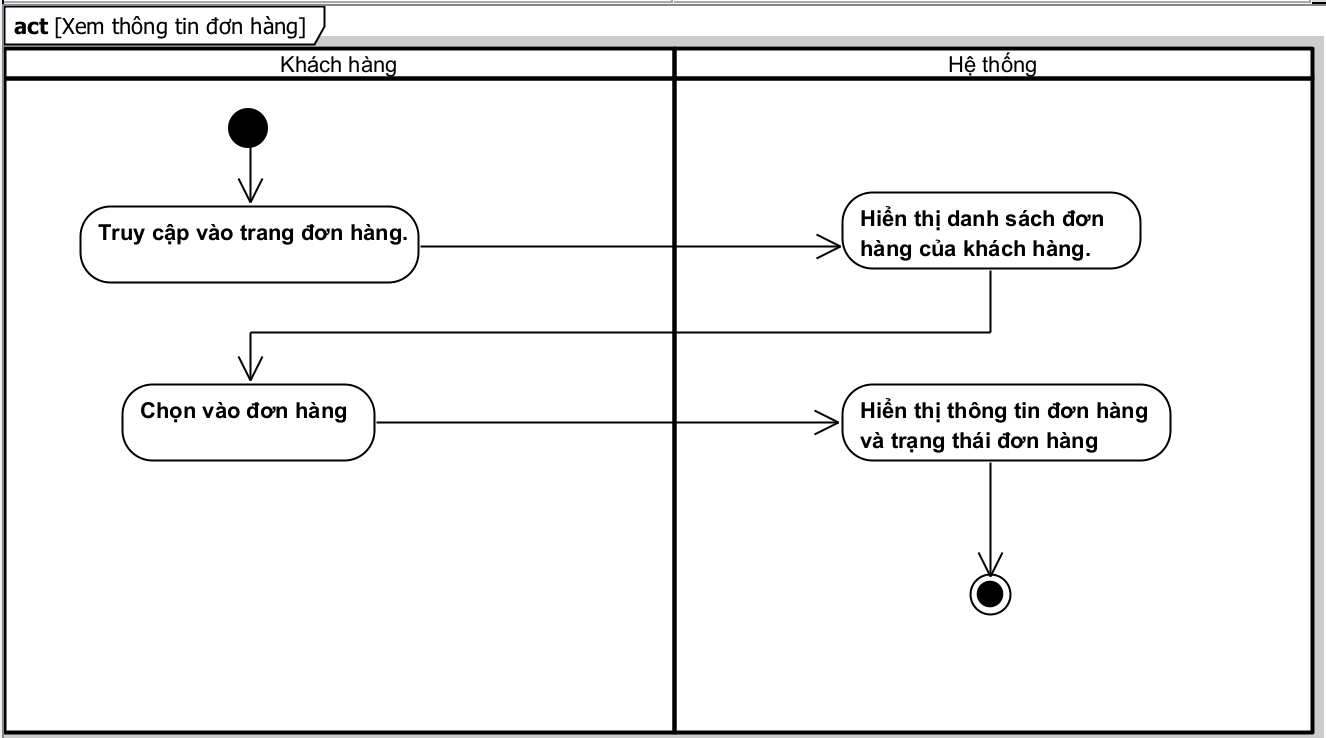 act [Xem thông tin đơn hàng]
Khách hàng
Hệ thống
Truy cập vào trang đơn hàng.
Hiển thị danh sách đơn
hàng của khách hàng.
Chọn vào đơn hàng
Hiển thị thông tin đơn hàng
và trạng thái đơn hàng